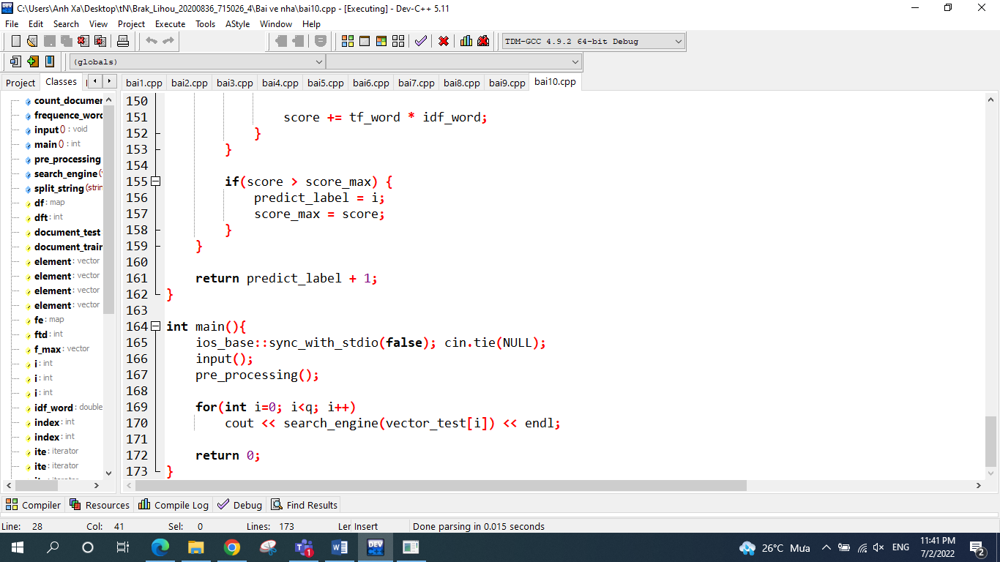 C:\Users\Anh Xa\Desktop\tN\Brak_Lihou_20200836_715026_4\Bai ve nha\bai10.cpp - [Executing] - Dev-C++ 5.11
File Edit Search View Project Execute Tools AStyle Window Help
TDM-GCC 4.9.2 64-bit Debug
(globals)
Project Classes
bai1.cpp bai2.cpp bai3.cpp bai4.cpp bai5.cpp bai6.cpp bai7.cpp bai8.cpp bai9.cpp bai10.cpp
count_documer
frequence_word
input() : void
main() : int
pre_processing
search_engine(
split_string (strir
df : map
dft : int
document_test
document_trair
element : vector
element : vector
element : vector
element : vector
fe : map
ftd : int
f_max : vector
i : int
i : int
i : int
idf_word : double
index : int
index : int
ite : iterator
ite : iterator
150
151 score += tf_word * idf_word;
152 }
153 }
154
155 if(score > score_max) {
156 predict_label = i;
157 score_max = score;
158 }
159 }
160
161 return predict_label + 1;
162 }
163
164 int main(){
165 ios_base::sync_with_stdio(false); cin.tie(NULL);
166 input();
167 pre_processing();
168
169 for(int i=0; i<q; i++)
170 cout << search_engine(vector_test[i]) << endl;
171
172 return 0;
173 }
Compiler Resources Compile Log Debug Find Results
Line: 28 Col: 41 Sel: 0 Lines: 173 Ler Insert Done parsing in 0.015 seconds
26°C Mưa ENG 11:41 PM
7/2/2022